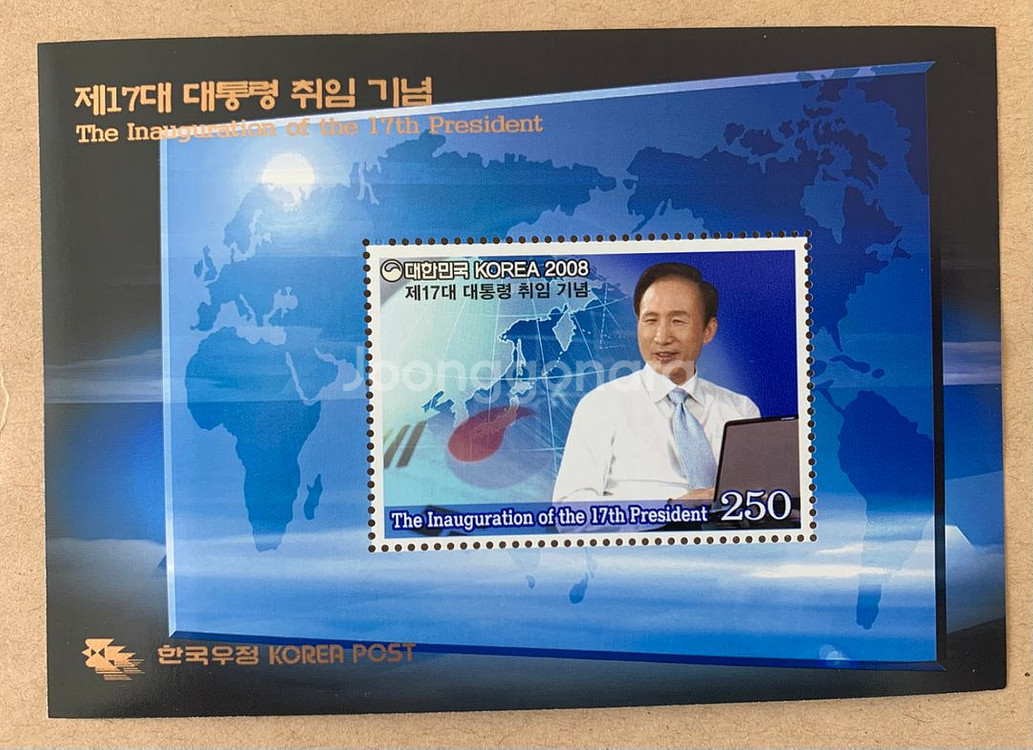 제17대 대통령 취임 기념
The Inauguration of the 17th President
대한민국 KOREA 2008
제17대 대통령 취임 기념
Joonggonara
The Inauguration of the 17th President 250
한국우정 KOREA POST